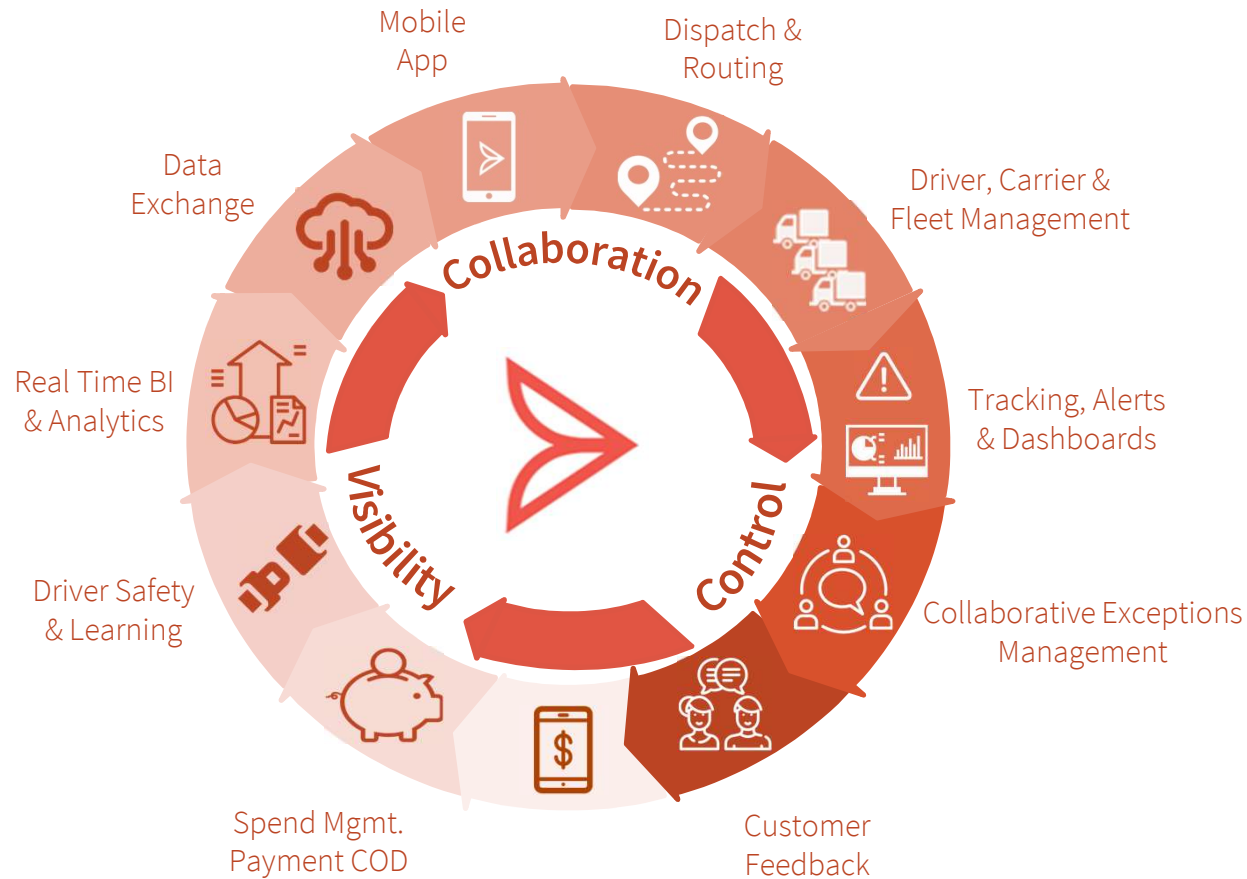 Mobile
App
Dispatch &
Routing
Data
Exchange
Driver, Carrier &
Fleet Management
Collaboration
Real Time BI
& Analytics
Tracking, Alerts
& Dashboards
Visibility
Control
Driver Safety
& Learning
Collaborative Exceptions
Management
$
Spend Mgmt.
Payment COD
Customer
Feedback